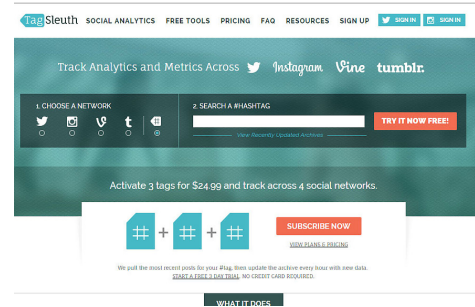 TagSleuth SOCIAL ANALYTICS FREE TOOLS PRICING FAQ RESOURCES SIGN UP SIGN IN SIGN IN
Track Analytics and Metrics Across Instagram Vine tumblr.
1. CHOOSE A NETWORK
2. SEARCH A #HASHTAG
TRY IT NOW FREE!
View Recently Updated Archives
Activate 3 tags for $24.99 and track across 4 social networks.
# + # + #
SUBSCRIBE NOW
VIEW PLANS & PRICING
We pull the most recent posts for your #tag, then update the archive every hour with new data.
START A FREE 3 DAY TRIAL. NO CREDIT CARD REQUIRED.
WHAT IT DOES